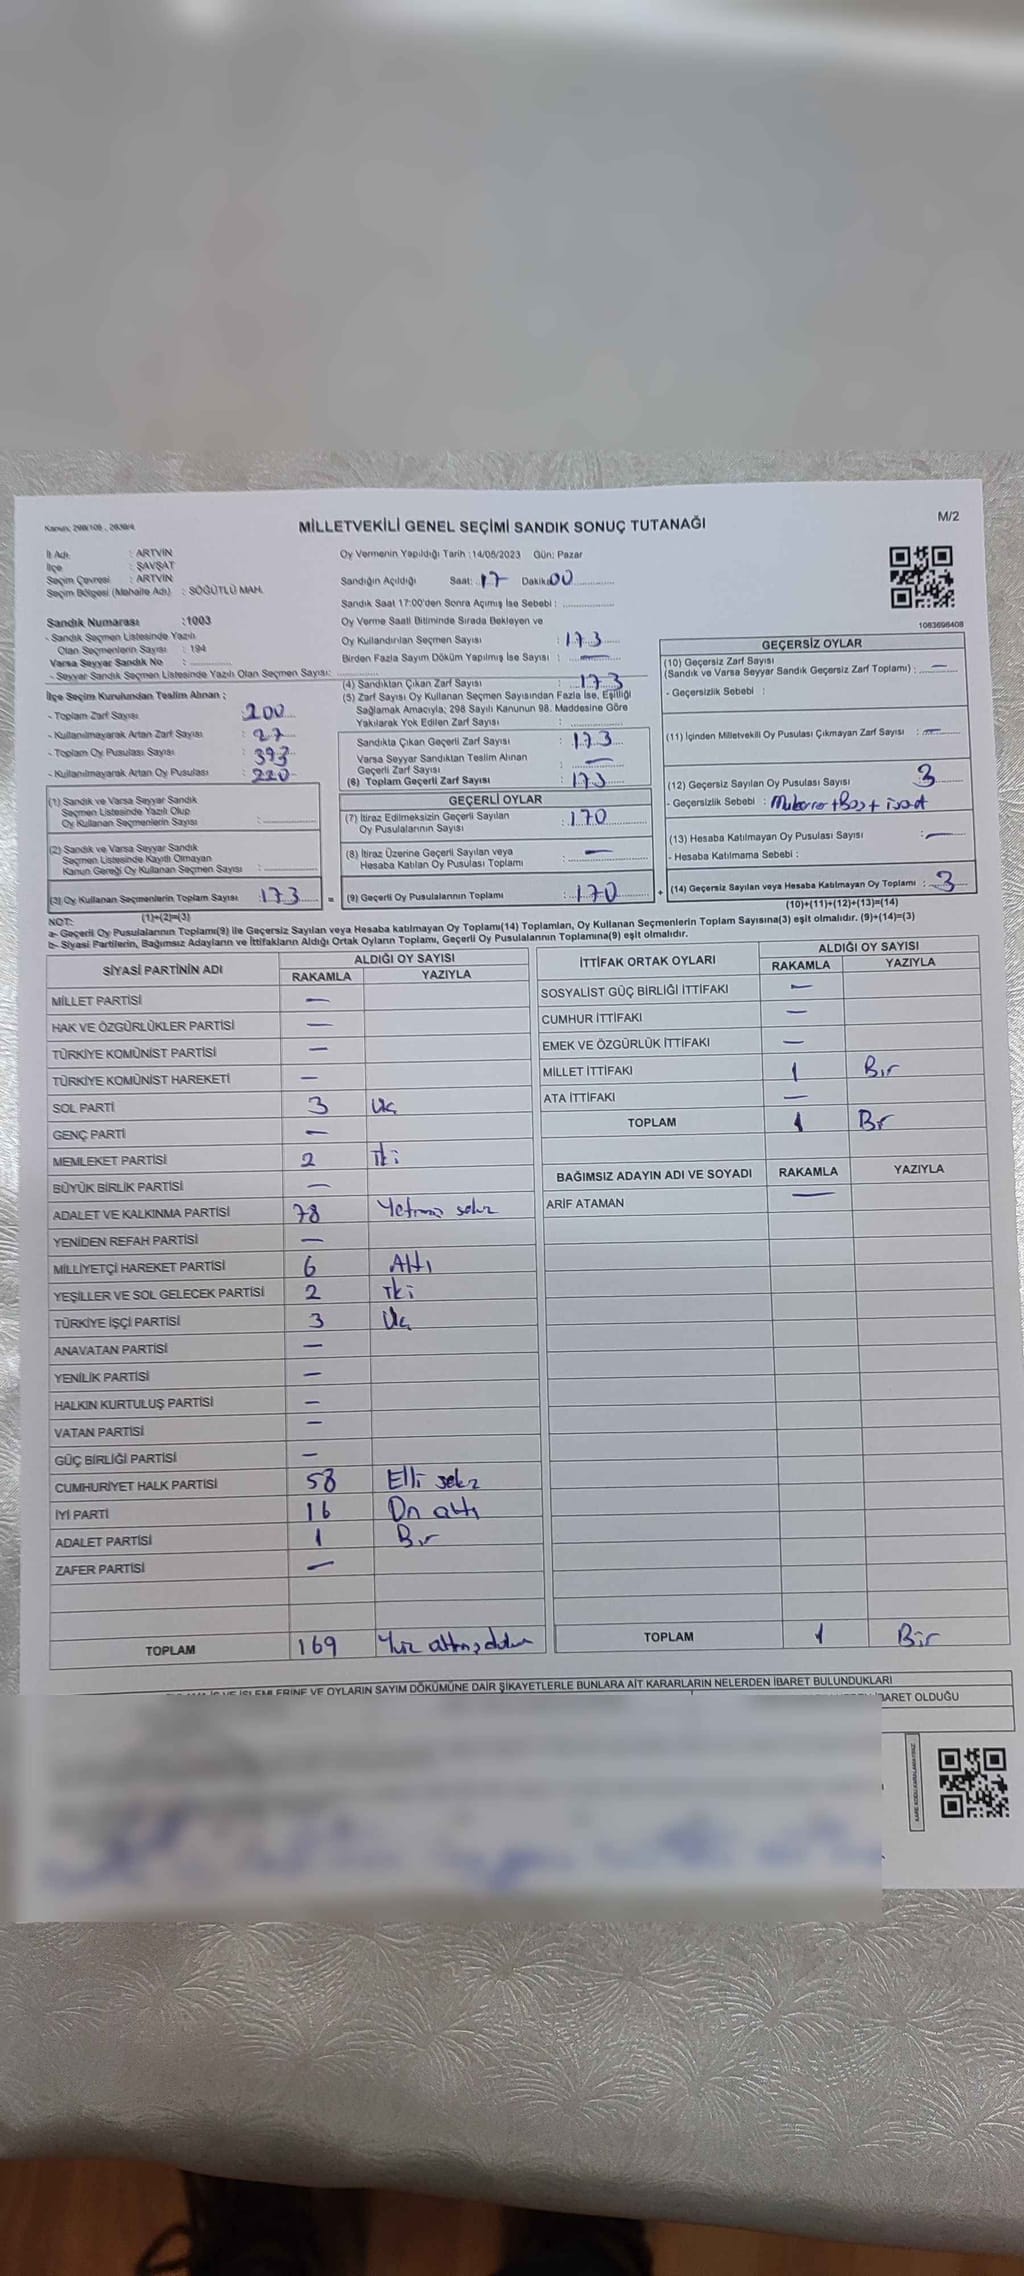 Kanun: 298/105 , 2839/4
MİLLETVEKİLİ GENEL SEÇİMİ SANDIK SONUÇ TUTANAĞI
M/2
İl Adı : ARTVİN
İlçe : ŞAVŞAT
Seçim Çevresi : ARTVİN
Seçim Bölgesi (Mahalle Adı) : SÖĞÜTLÜ MAH.
Oy Vermenin Yapıldığı Tarih :14/05/2023 Gün: Pazar
Sandığın Açıldığı Saat: 17 Dakika: 00
Sandık Saat 17:00'den Sonra Açımış İse Sebebi :
1083698408
Sandık Numarası :1003
- Sandık Seçmen Listesinde Yazılı
Olan Seçmenlerin Sayısı : 194
Varsa Seyyar Sandık No :
- Seyyar Sandık Seçmen Listesinde Yazılı Olan Seçmen Sayısı:
Oy Verme Saati Bitiminde Sırada Bekleyen ve
Oy Kullandırılan Seçmen Sayısı : 173
Birden Fazla Sayım Döküm Yapılmış İse Sayısı : —
(4) Sandıktan Çıkan Zarf Sayısı : 173
(5) Zarf Sayısı Oy Kullanan Seçmen Sayısından Fazla İse, Eşitliği
Sağlamak Amacıyla; 298 Sayılı Kanunun 98. Maddesine Göre
Yakılarak Yok Edilen Zarf Sayısı :
İlçe Seçim Kurulundan Teslim Alınan ;
- Toplam Zarf Sayısı : 200
- Kullanılmayarak Artan Zarf Sayısı : 27
- Toplam Oy Pusulası Sayısı : 393
- Kullanılmayarak Artan Oy Pusulası : 220
Sandıkta Çıkan Geçerli Zarf Sayısı : 173
Varsa Seyyar Sandıktan Teslim Alınan
Geçerli Zarf Sayısı : —
(6) Toplam Geçerli Zarf Sayısı : 173
GEÇERSİZ OYLAR
(10) Geçersiz Zarf Sayısı
(Sandık ve Varsa Seyyar Sandık Geçersiz Zarf Toplamı) : —
- Geçersizlik Sebebi :
(11) İçinden Milletvekili Oy Pusulası Çıkmayan Zarf Sayısı : —
(12) Geçersiz Sayılan Oy Pusulası Sayısı 3
- Geçersizlik Sebebi : Mükerrer+Boş+
(13) Hesaba Katılmayan Oy Pusulası Sayısı : —
- Hesaba Katılmama Sebebi :
(14) Geçersiz Sayılan veya Hesaba Katılmayan Oy Toplamı : 3
(1) Sandık ve Varsa Seyyar Sandık
Seçmen Listesinde Yazılı Olup
Oy Kullanan Seçmenlerin Sayısı :
(2) Sandık ve Varsa Seyyar Sandık
Seçmen Listesinde Kayıtlı Olmayan
Kanun Gereği Oy Kullanan Seçmen Sayısı :
(3) Oy Kullanan Seçmenlerin Toplam Sayısı :173 =
GEÇERLİ OYLAR
(7) İtiraz Edilmeksizin Geçerli Sayılan
Oy Pusulalarının Sayısı : 170
(8) İtiraz Üzerine Geçerli Sayılan veya
Hesaba Katılan Oy Pusulası Toplamı : —
(9) Geçerli Oy Pusulalarının Toplamı : 170 +
NOT: (1)+(2)=(3)
(10)+(11)+(12)+(13)=(14)
a- Geçerli Oy Pusulalarının Toplamı(9) ile Geçersiz Sayılan veya Hesaba katılmayan Oy Toplamı(14) Toplamları, Oy Kullanan Seçmenlerin Toplam Sayısına(3) eşit olmalıdır. (9)+(14)=(3)
b- Siyasi Partilerin, Bağımsız Adayların ve İttifakların Aldığı Ortak Oyların Toplamı, Geçerli Oy Pusulalarının Toplamına(9) eşit olmalıdır.
SİYASİ PARTİNİN ADI ALDIĞI OY SAYISI
RAKAMLA YAZIYLA
MİLLET PARTİSİ —
HAK VE ÖZGÜRLÜKLER PARTİSİ —
TÜRKİYE KOMÜNİST PARTİSİ —
TÜRKİYE KOMÜNİST HAREKETİ —
SOL PARTİ 3 Üç
GENÇ PARTİ —
MEMLEKET PARTİSİ 2 İki
BÜYÜK BİRLİK PARTİSİ —
ADALET VE KALKINMA PARTİSİ 78 Yetmiş sekiz
YENİDEN REFAH PARTİSİ —
MİLLİYETÇİ HAREKET PARTİSİ 6 Altı
YEŞİLLER VE SOL GELECEK PARTİSİ 2 İki
TÜRKİYE İŞÇİ PARTİSİ 3 Üç
ANAVATAN PARTİSİ —
YENİLİK PARTİSİ —
HALKIN KURTULUŞ PARTİSİ —
VATAN PARTİSİ —
GÜÇ BİRLİĞİ PARTİSİ —
CUMHURİYET HALK PARTİSİ 58 Elli sekiz
İYİ PARTİ 16 On altı
ADALET PARTİSİ 1 Bir
ZAFER PARTİSİ —
TOPLAM 169 Yüz altmış dokuz
İTTİFAK ORTAK OYLARI ALDIĞI OY SAYISI
RAKAMLA YAZIYLA
SOSYALİST GÜÇ BİRLİĞİ İTTİFAKI —
CUMHUR İTTİFAKI —
EMEK VE ÖZGÜRLÜK İTTİFAKI —
MİLLET İTTİFAKI 1 Bir
ATA İTTİFAKI —
TOPLAM 1 Bir
BAĞIMSIZ ADAYIN ADI VE SOYADI RAKAMLA YAZIYLA
ARİF ATAMAN —
TOPLAM 1 Bir
İŞLEMLERİNE VE OYLARIN SAYIM DÖKÜMÜNE DAİR ŞİKAYETLERLE BUNLARA AİT KARARLARIN NELERDEN İBARET BULUNDUKLARI
İBARET OLDUĞU